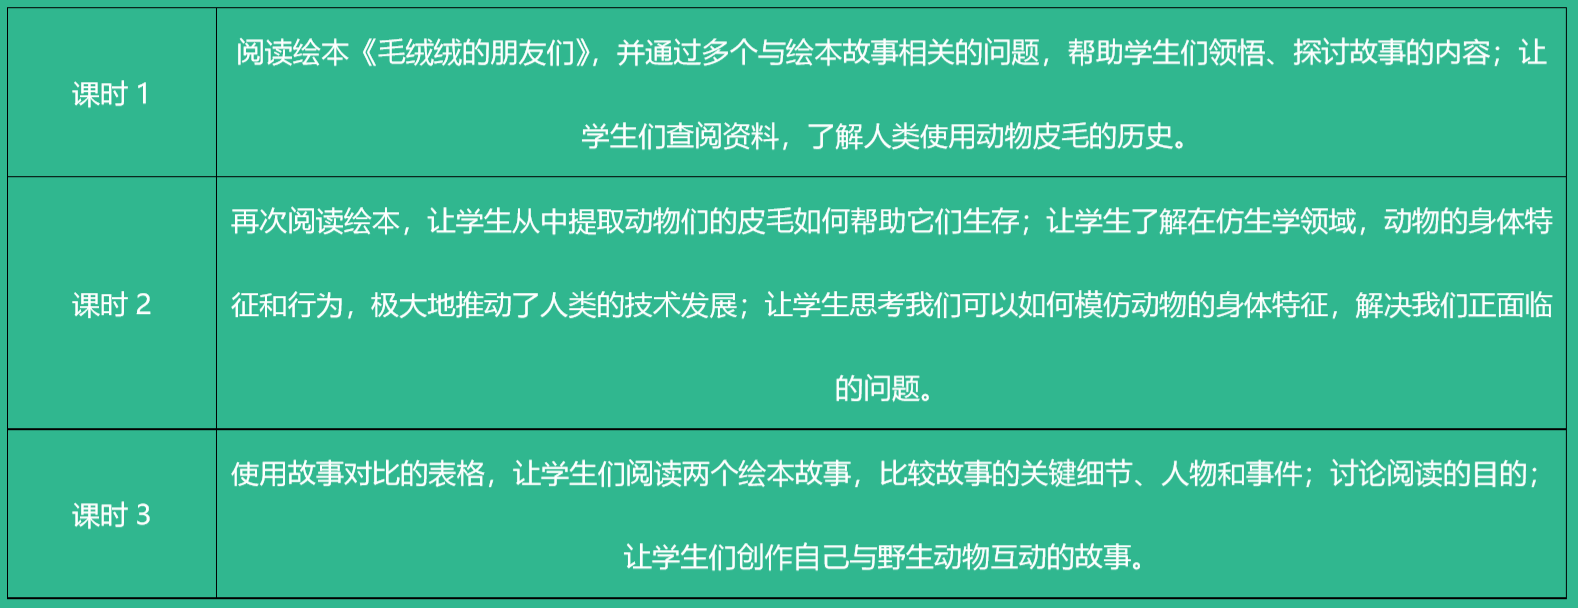 课时 1
阅读绘本《毛绒绒的朋友们》，并通过多个与绘本故事相关的问题，帮助学生们领悟、探讨故事的内容；让
学生们查阅资料，了解人类使用动物皮毛的历史。
课时 2
再次阅读绘本，让学生从中提取动物们的皮毛如何帮助它们生存；让学生了解在仿生学领域，动物的身体特
征和行为，极大地推动了人类的技术发展；让学生思考我们可以如何模仿动物的身体特征，解决我们正面临
的问题。
课时 3
使用故事对比的表格，让学生们阅读两个绘本故事，比较故事的关键细节、人物和事件；讨论阅读的目的；
让学生们创作自己与野生动物互动的故事。